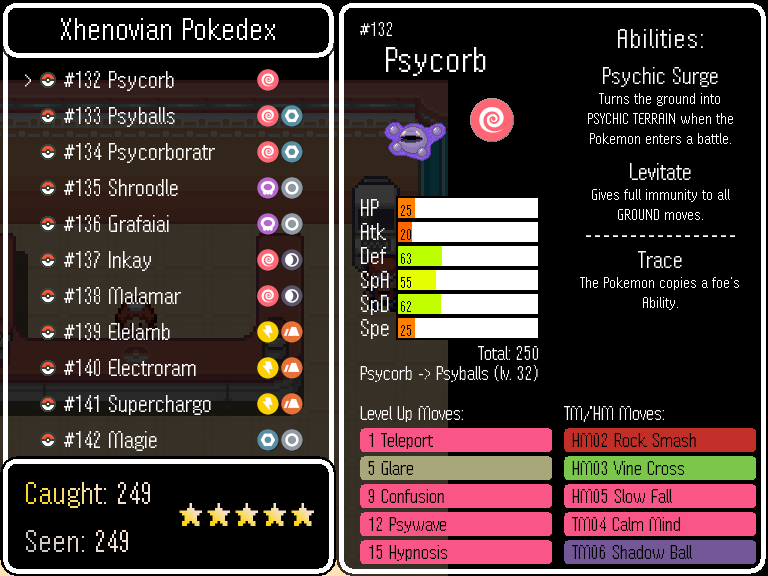 Xhenovian Pokedex
> #132 Psycorb
#133 Psyballs
#134 Psycorboratr
#135 Shroodle
#136 Grafaiai
#137 Inkay
#138 Malamar
#139 Elelamb
#140 Electroram
#141 Superchargo
#142 Magie
Caught: 249
Seen: 249
#132
Psycorb
HP 25
Atk 20
Def 63
SpA 55
SpD 62
Spe 25
Total: 250
Psycorb -> Psyballs (lv. 32)
Abilities:
Psychic Surge
Turns the ground into
PSYCHIC TERRAIN when the
Pokemon enters a battle.
Levitate
Gives full immunity to all
GROUND moves.
---------------
Trace
The Pokemon copies a foe's
Ability.
Level Up Moves:
1 Teleport
5 Glare
9 Confusion
12 Psywave
15 Hypnosis
TM/HM Moves:
HM02 Rock Smash
HM03 Vine Cross
HM05 Slow Fall
TM04 Calm Mind
TM06 Shadow Ball